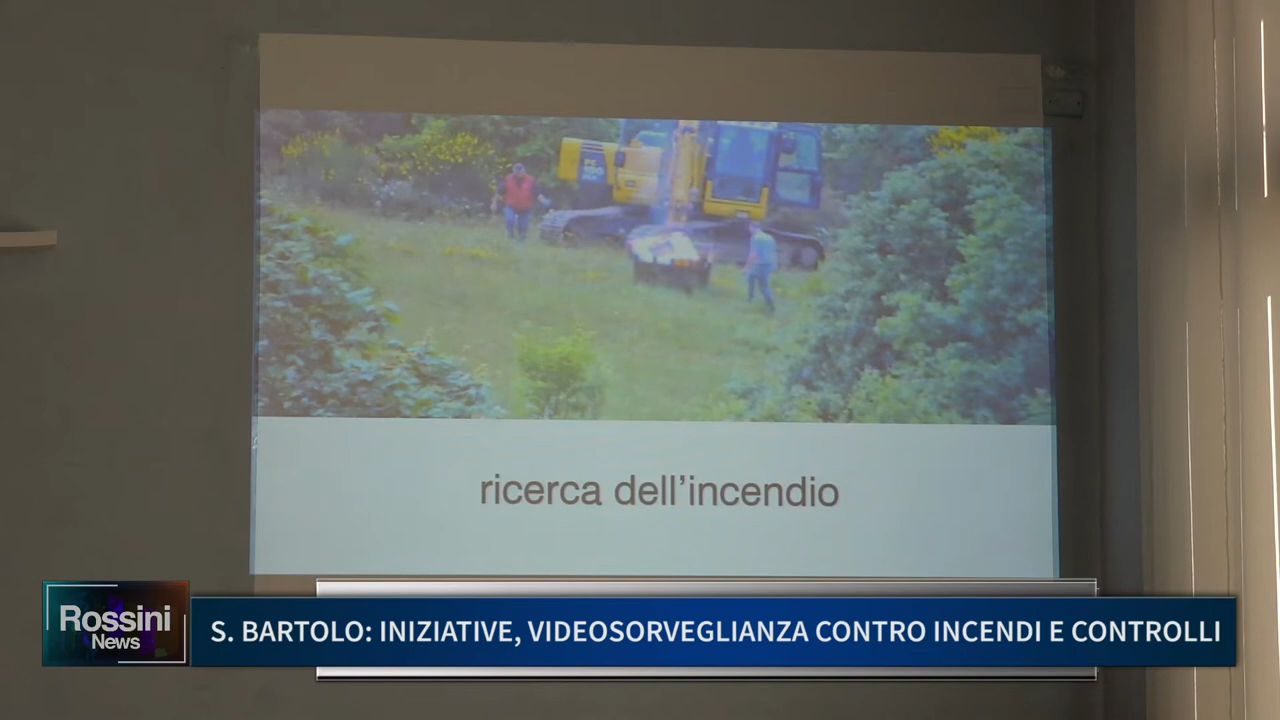 ricerca dell'incendio
Rossini
News
S. BARTOLO: INIZIATIVE, VIDEOSORVEGLIANZA CONTRO INCENDI E CONTROLLI